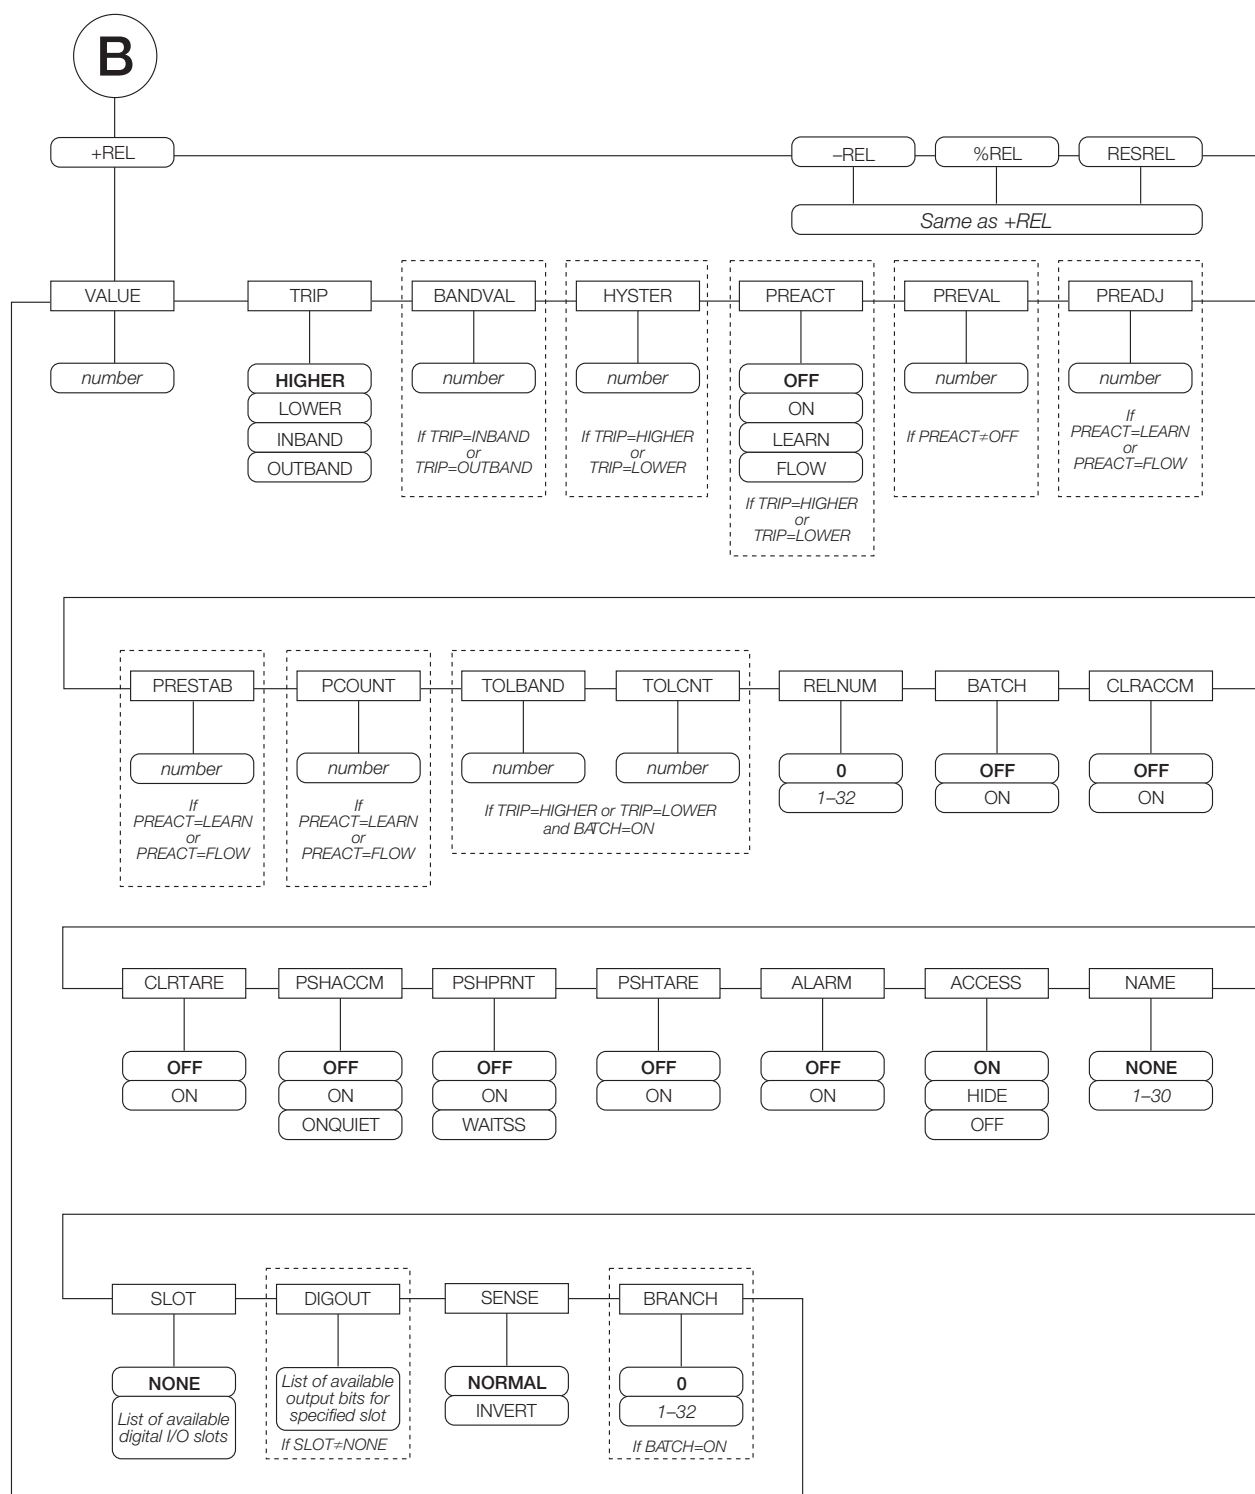 B
+REL
–REL
%REL
RESREL
Same as +REL
VALUE
TRIP
BANDVAL
HYSTER
PREACT
PREVAL
PREADJ
number
HIGHER
LOWER
INBAND
OUTBAND
number
If TRIP=INBAND
or
TRIP=OUTBAND
number
If TRIP=HIGHER
or
TRIP=LOWER
OFF
ON
LEARN
FLOW
If TRIP=HIGHER
or
TRIP=LOWER
number
If PREACT≠OFF
number
If
PREACT=LEARN
or
PREACT=FLOW
PRESTAB
PCOUNT
TOLBAND
TOLCNT
RELNUM
BATCH
CLRACCM
number
If
PREACT=LEARN
or
PREACT=FLOW
number
If
PREACT=LEARN
or
PREACT=FLOW
number
number
If TRIP=HIGHER or TRIP=LOWER
and BATCH=ON
0
1–32
OFF
ON
OFF
ON
CLRTARE
PSHACCM
PSHPRNT
PSHTARE
ALARM
ACCESS
NAME
OFF
ON
OFF
ON
ONQUIET
OFF
ON
WAITSS
OFF
ON
OFF
ON
ON
HIDE
OFF
NONE
1–30
SLOT
DIGOUT
SENSE
BRANCH
NONE
List of available
digital I/O slots
List of available
output bits for
specified slot
If SLOT≠NONE
NORMAL
INVERT
0
1–32
If BATCH=ON